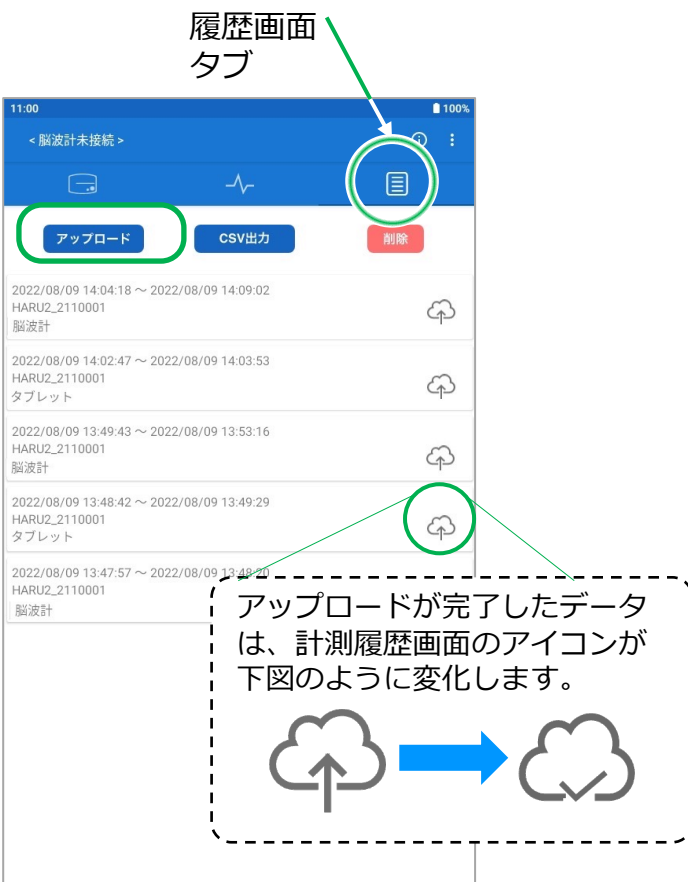 履歴画面
タブ
11:00
100%
< 脳波計未接続 >
アップロード
CSV出力
削除
2022/08/09 14:04:18 ～ 2022/08/09 14:09:02
HARU2_2110001
脳波計
2022/08/09 14:02:47 ～ 2022/08/09 14:03:53
HARU2_2110001
タブレット
2022/08/09 13:49:43 ～ 2022/08/09 13:53:16
HARU2_2110001
脳波計
2022/08/09 13:48:42 ～ 2022/08/09 13:49:29
HARU2_2110001
タブレット
2022/08/09 13:47:57 ～ 2022/08/09 13:48:20
HARU2_2110001
脳波計
アップロードが完了したデータ
は、計測履歴画面のアイコンが
下図のように変化します。